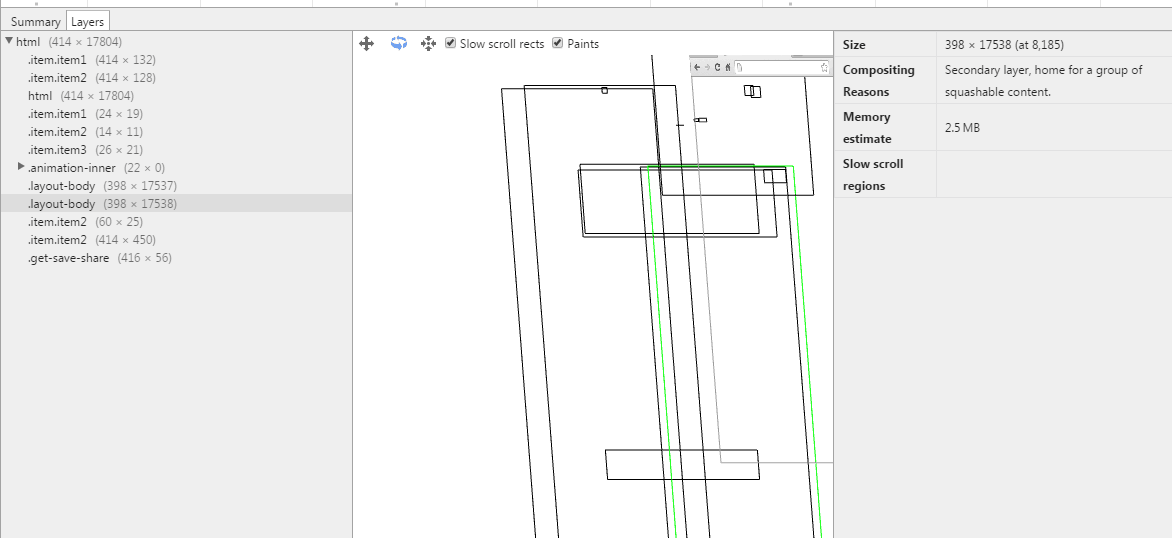 Summary Layers
html (414 × 17804)
.item.item1 (414 × 132)
.item.item2 (414 × 128)
html (414 × 17804)
.item.item1 (24 × 19)
.item.item2 (14 × 11)
.item.item3 (26 × 21)
.animation-inner (22 × 0)
.layout-body (398 × 17537)
.layout-body (398 × 17538)
.item.item2 (60 × 25)
.item.item2 (414 × 450)
.get-save-share (416 × 56)
Slow scroll rects Paints
Size 398 × 17538 (at 8,185)
Compositing Reasons
Secondary layer, home for a group of
squashable content.
Memory estimate
2.5 MB
Slow scroll
regions